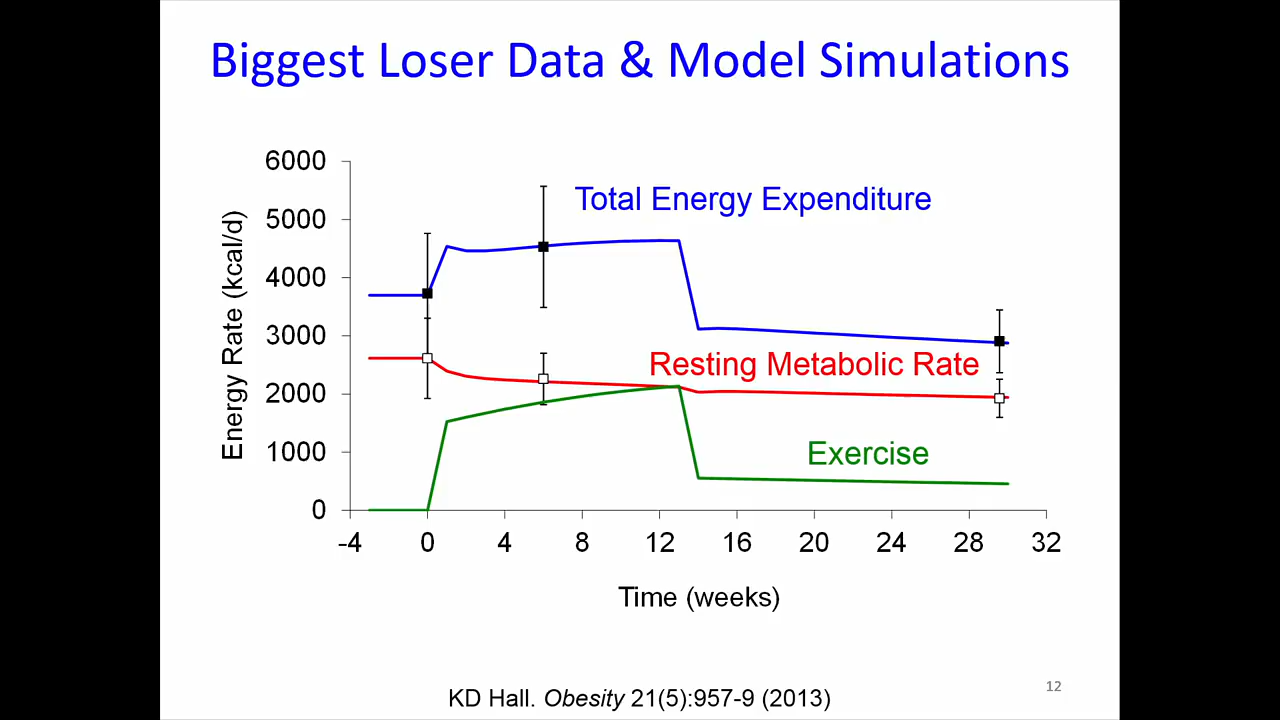 Biggest Loser Data & Model Simulations
6000
5000
4000
3000
2000
1000
0
Energy Rate (kcal/d)
Total Energy Expenditure
Resting Metabolic Rate
Exercise
-4 0 4 8 12 16 20 24 28 32
Time (weeks)
KD Hall. Obesity 21(5):957-9 (2013)
12